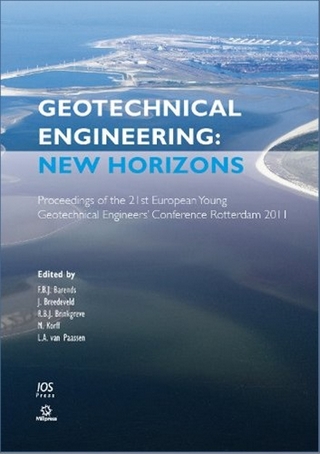 GEOTECHNICAL
ENGINEERING:
NEW HORIZONS
Proceedings of the 21st European Young
Geotechnical Engineers' Conference Rotterdam 2011
Edited by
F.B.J. Barends
J. Breedeveld
R.B.J. Brinkgreve
M. Korff
L.A. van Paassen
IOS
Press
Millpress